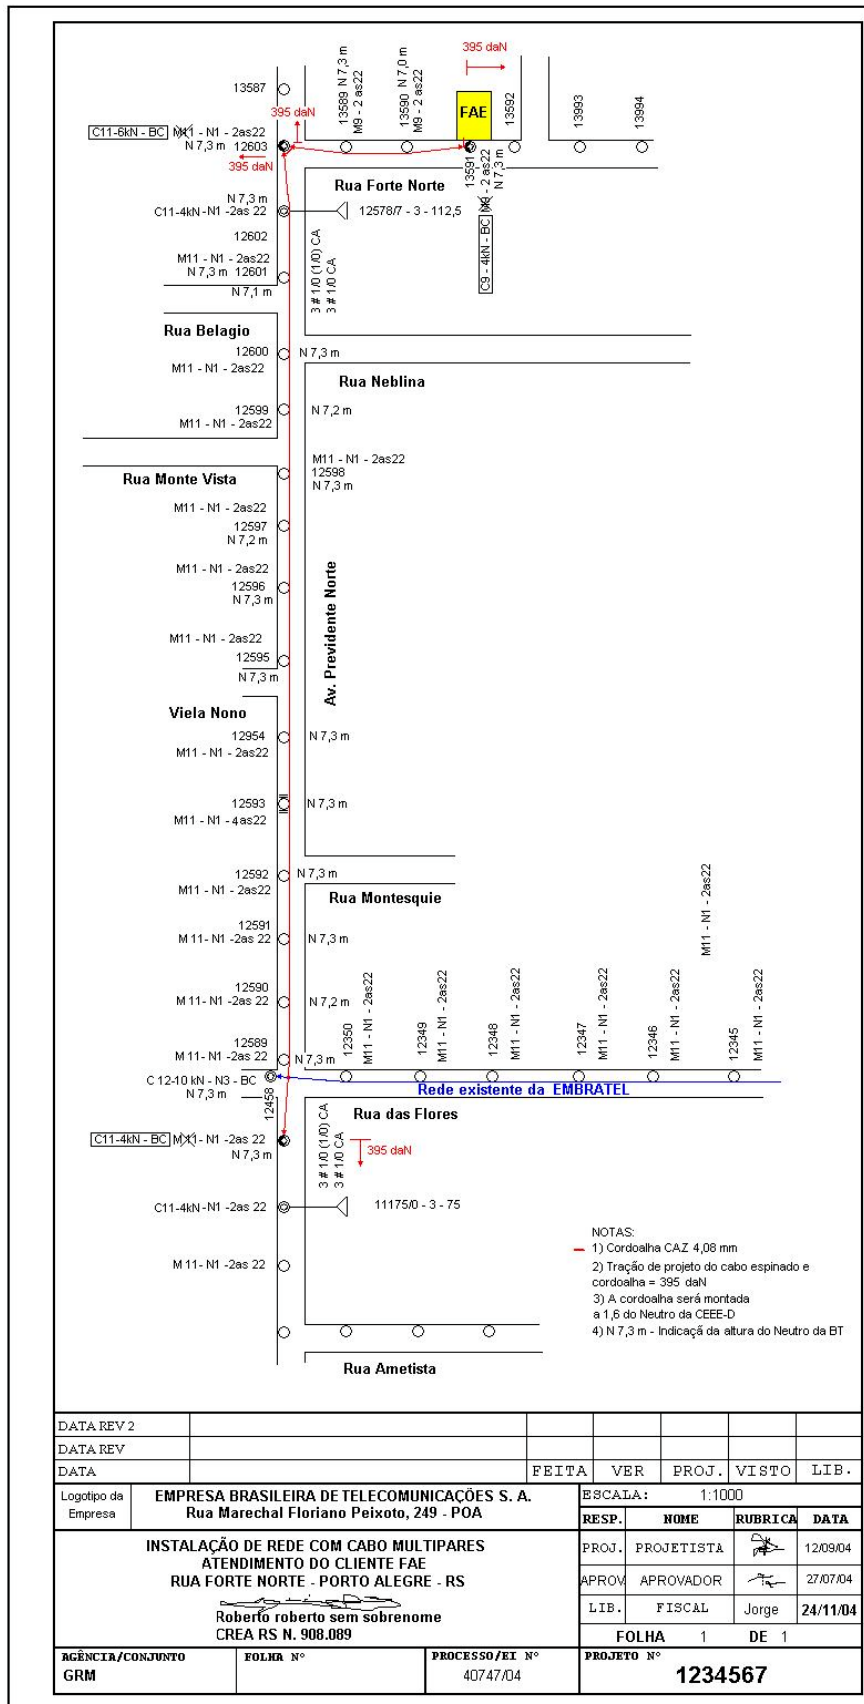 395 daN
13587
13589 N 7,3 m
M9 - 2 as22
13590 N 7,0 m
M9 - 2 as22
FAE
13592
13993
13994
395 daN
C11-6kN - BC M11 - N1 - 2as22
N 7,3 m 12603
395 daN
13591
M9 - 2 as22
N 7,3 m
C9 - 4kN - BC
Rua Forte Norte
N 7,3 m
C11-4kN-N1 -2as 22
12578/7 - 3 - 112,5
12602
M11 - N1 - 2as22
N 7,3 m 12601
N 7,1 m
3 # 1/0 (1/0) CA
3 # 1/0 CA
Rua Belagio
12600 N 7,3 m
M11 - N1 - 2as22
Rua Neblina
12599 N 7,2 m
M11 - N1 - 2as22
M11 - N1 - 2as22
12598
N 7,3 m
Rua Monte Vista
M11 - N1 - 2as22
12597
N 7,2 m
M11 - N1 - 2as22
12596
N 7,3 m
Av. Previdente Norte
M11 - N1 - 2as22
12595
N 7,3 m
Viela Nono
12954 N 7,3 m
M11 - N1 - 2as22
12593 N 7,3 m
M11 - N1 - 4as22
12592 N 7,3 m
M11 - N1 - 2as22
Rua Montesquie
12591
M 11- N1 -2as 22 N 7,3 m
12590
M 11- N1 -2as 22 N 7,2 m
12589
M 11- N1 -2as 22 N 7,3 m
12350
M11 - N1 - 2as22
12349
M11 - N1 - 2as22
12348
M11 - N1 - 2as22
12347
M11 - N1 - 2as22
12346
M11 - N1 - 2as22
M11 - N1 - 2as22
12345
M11 - N1 - 2as22
C 12-10 kN - N3 - BC
N 7,3 m
12458
Rede existente da EMBRATEL
Rua das Flores
C11-4kN - BC M 11- N1 -2as 22
N 7,3 m
3 # 1/0 (1/0) CA
3 # 1/0 CA
395 daN
C11-4kN-N1 -2as 22
11175/0 - 3 - 75
M 11- N1 -2as 22
NOTAS:
1) Cordoalha CAZ 4,08 mm
2) Tração de projeto do cabo espinado e
cordoalha = 395 daN
3) A cordoalha será montada
a 1,6 do Neutro da CEEE-D
4) N 7,3 m - Indicaçã da altura do Neutro da BT
Rua Ametista
DATA REV 2
DATA REV
DATA FEITA VER PROJ. VISTO LIB.
Logotipo da
Empresa
EMPRESA BRASILEIRA DE TELECOMUNICAÇÕES S. A.
Rua Marechal Floriano Peixoto, 249 - POA
ESCALA: 1:1000
RESP. NOME RUBRICA DATA
INSTALAÇÃO DE REDE COM CABO MULTIPARES
ATENDIMENTO DO CLIENTE FAE
RUA FORTE NORTE - PORTO ALEGRE - RS
Roberto roberto sem sobrenome
CREA RS N. 908.089
PROJ. PROJETISTA 12/09/04
APROV APROVADOR 27/07/04
LIB. FISCAL Jorge 24/11/04
FOLHA 1 DE 1
AGÊNCIA/CONJUNTO
GRM
FOLHA Nº
PROCESSO/EI Nº
40747/04
PROJETO Nº
1234567